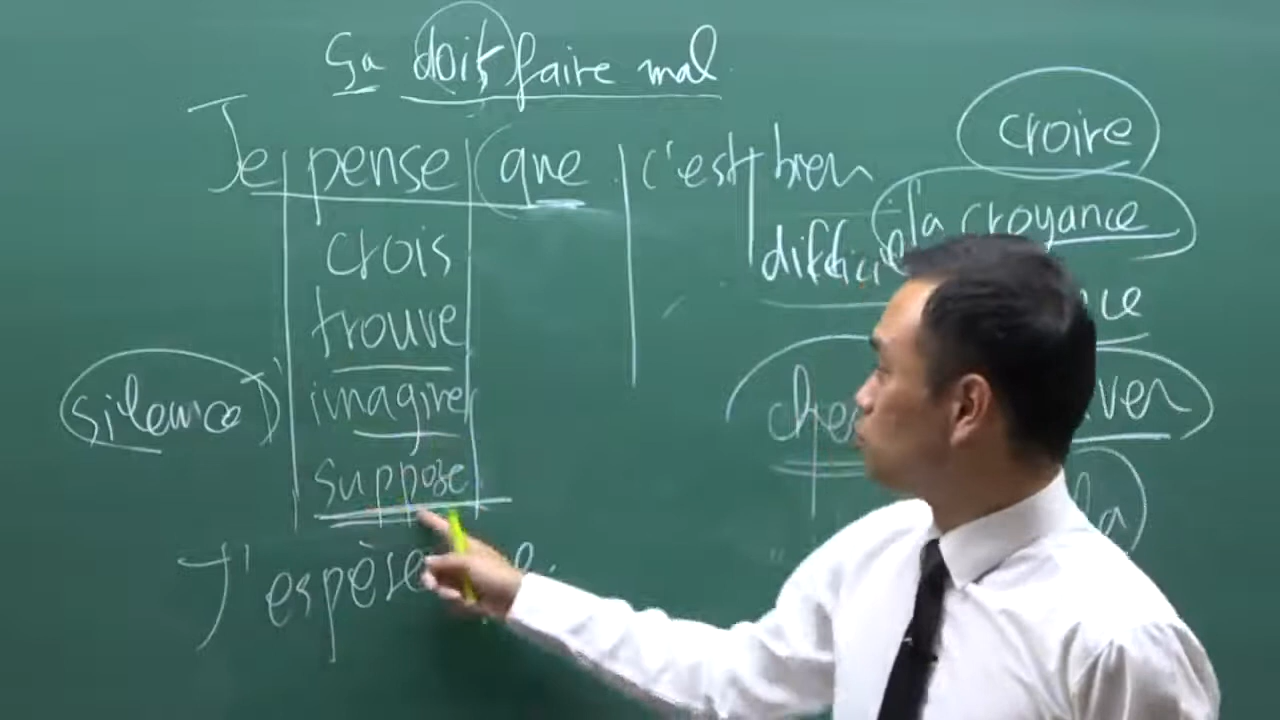 Ça doit faire mal.
Je pense que c'est bien
croire
crois
la croyance
difficile
trouve
silence
imagine
suppose
J'espère